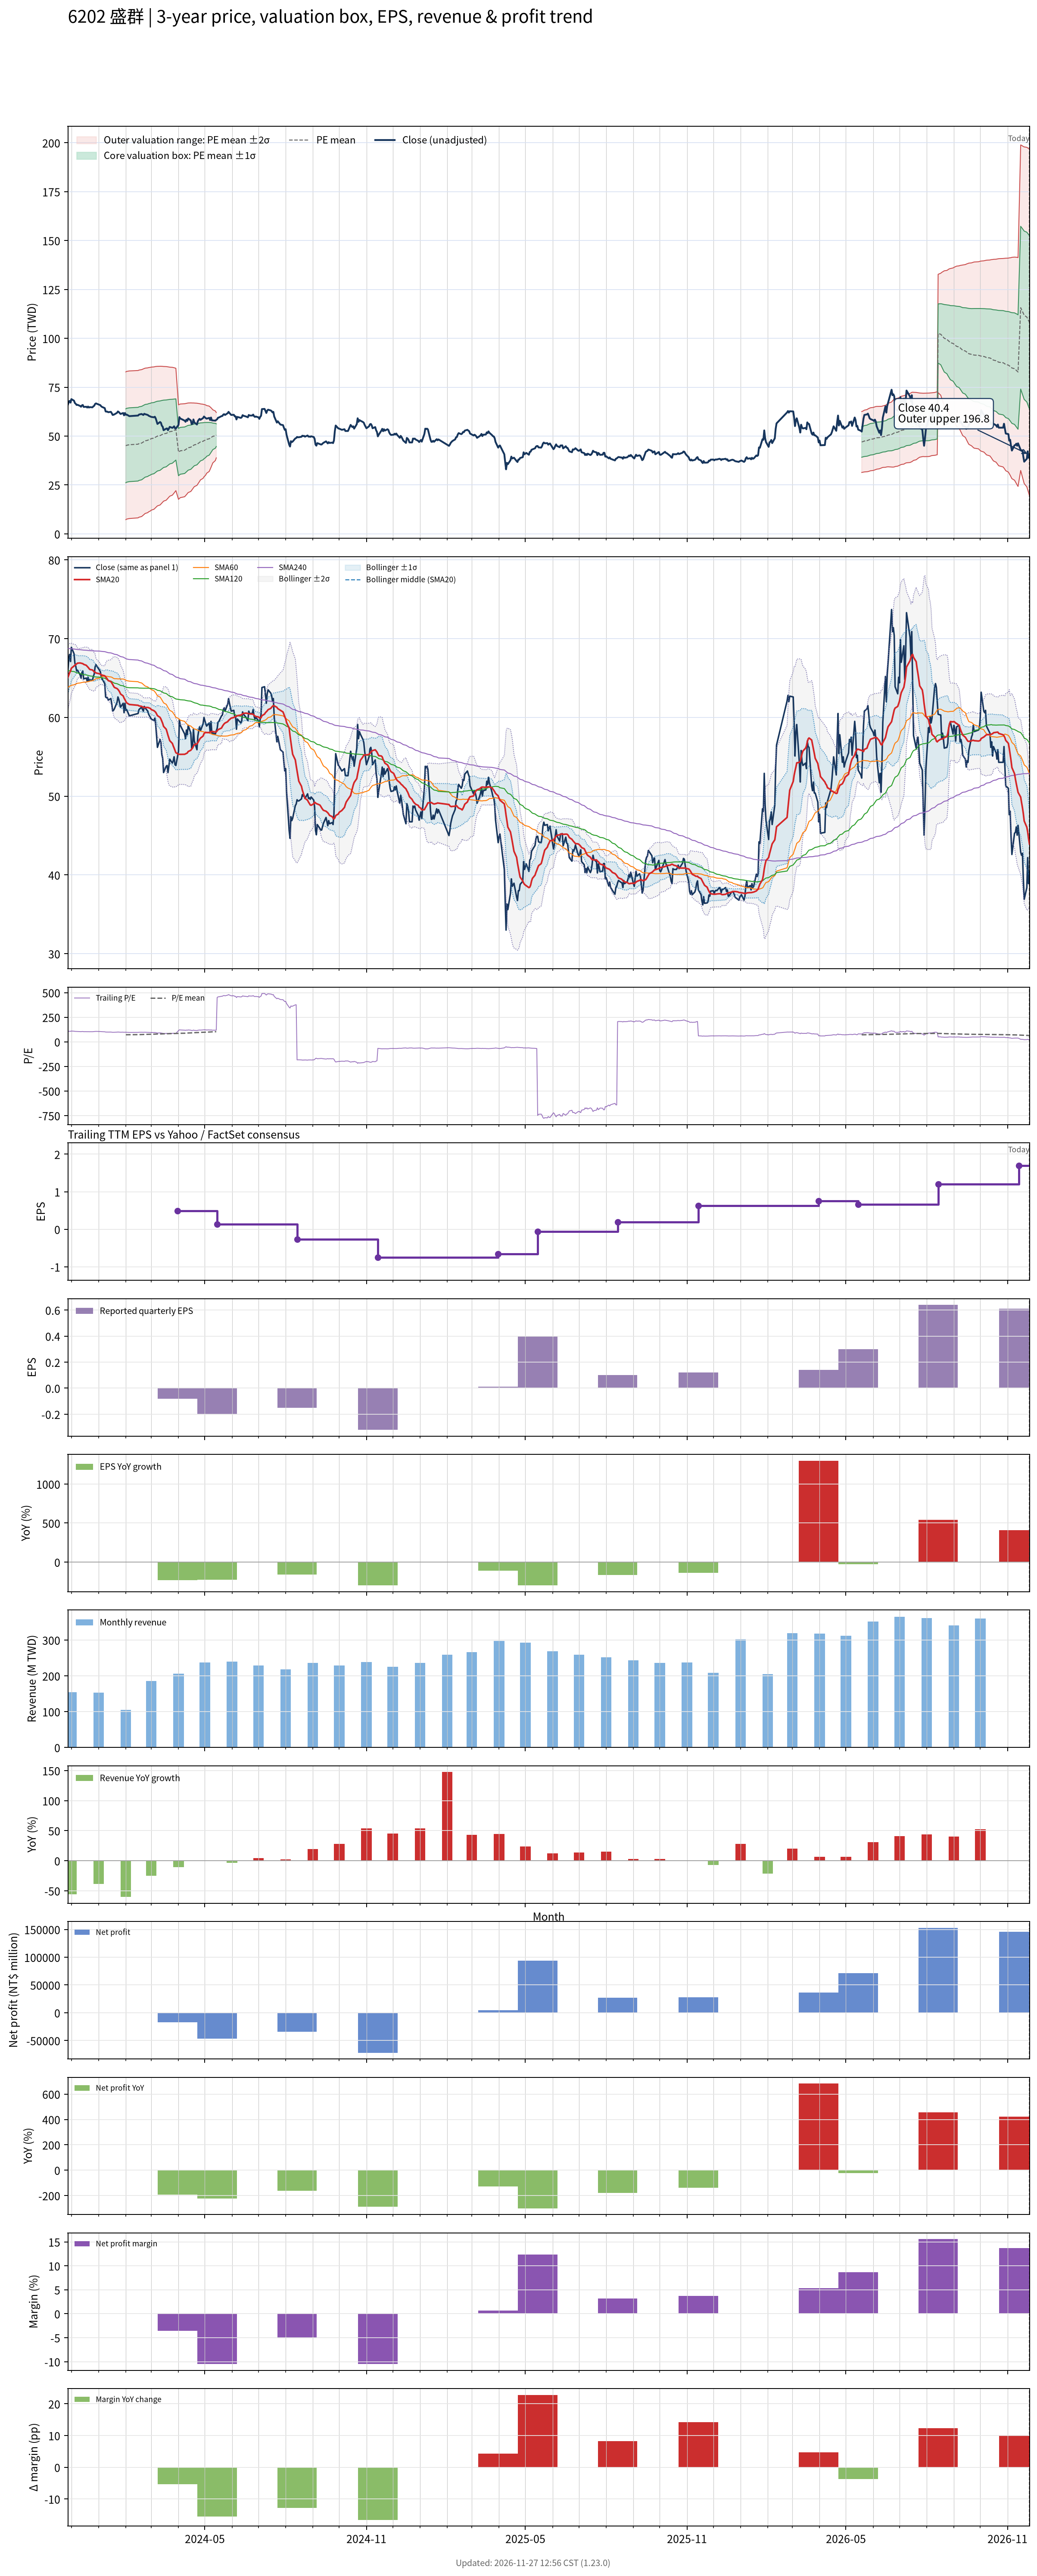 6202 盛群 | 3-year price, valuation box, EPS, revenue & profit trend
Outer valuation range: PE mean ±2σ
PE mean
Close (unadjusted)
Core valuation box: PE mean ±1σ
Today
200
175
150
125
100
75
50
25
0
Price (TWD)
Close 40.4
Outer upper 196.8
Close (same as panel 1)
SMA60
SMA240
Bollinger ±1σ
SMA20
SMA120
Bollinger ±2σ
Bollinger middle (SMA20)
80
70
60
50
40
30
Price
Trailing P/E
P/E mean
500
250
0
-250
-500
-750
P/E
Trailing TTM EPS vs Yahoo / FactSet consensus
Today
2
1
0
-1
EPS
Reported quarterly EPS
0.6
0.4
0.2
0.0
-0.2
EPS
EPS YoY growth
1000
500
0
YoY (%)
Monthly revenue
300
200
100
0
Revenue (M TWD)
Revenue YoY growth
150
100
50
0
-50
YoY (%)
Month
Net profit
150000
100000
50000
0
-50000
Net profit (NT$ million)
Net profit YoY
600
400
200
0
-200
YoY (%)
Net profit margin
15
10
5
0
-5
-10
Margin (%)
Margin YoY change
20
10
0
-10
Δ margin (pp)
2024-05
2024-11
2025-05
2025-11
2026-05
2026-11
Updated: 2026-11-27 12:56 CST (1.23.0)